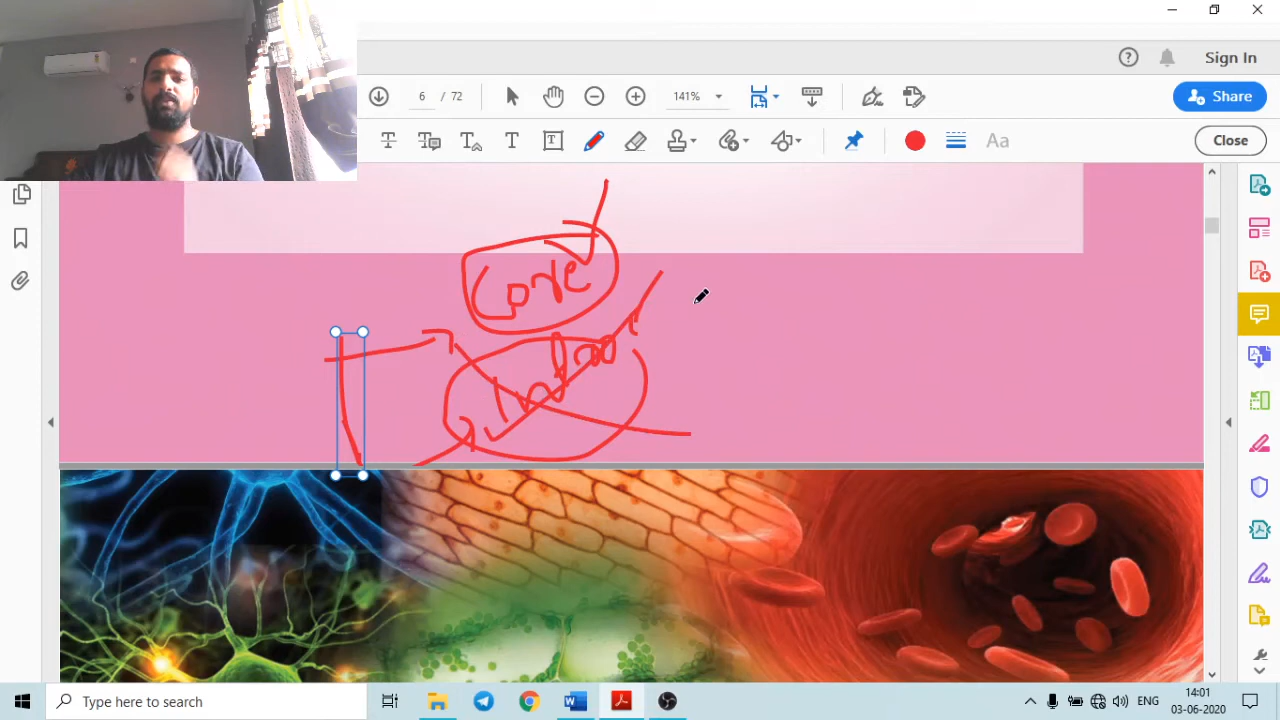 Sign In
6 / 72
141%
Share
Close
Core
Type here to search
W
ENG
14:01
03-06-2020